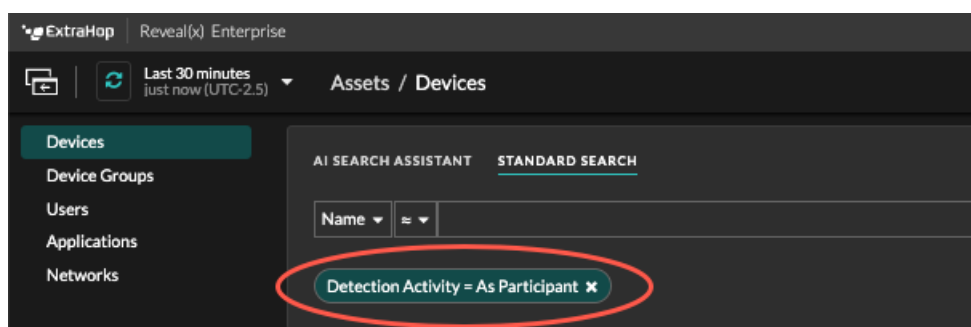 ExtraHop Reveal(x) Enterprise
Last 30 minutes
just now (UTC-2.5)
Assets / Devices
Devices
Device Groups
Users
Applications
Networks
AI SEARCH ASSISTANT STANDARD SEARCH
Name ≈
Detection Activity = As Participant ×